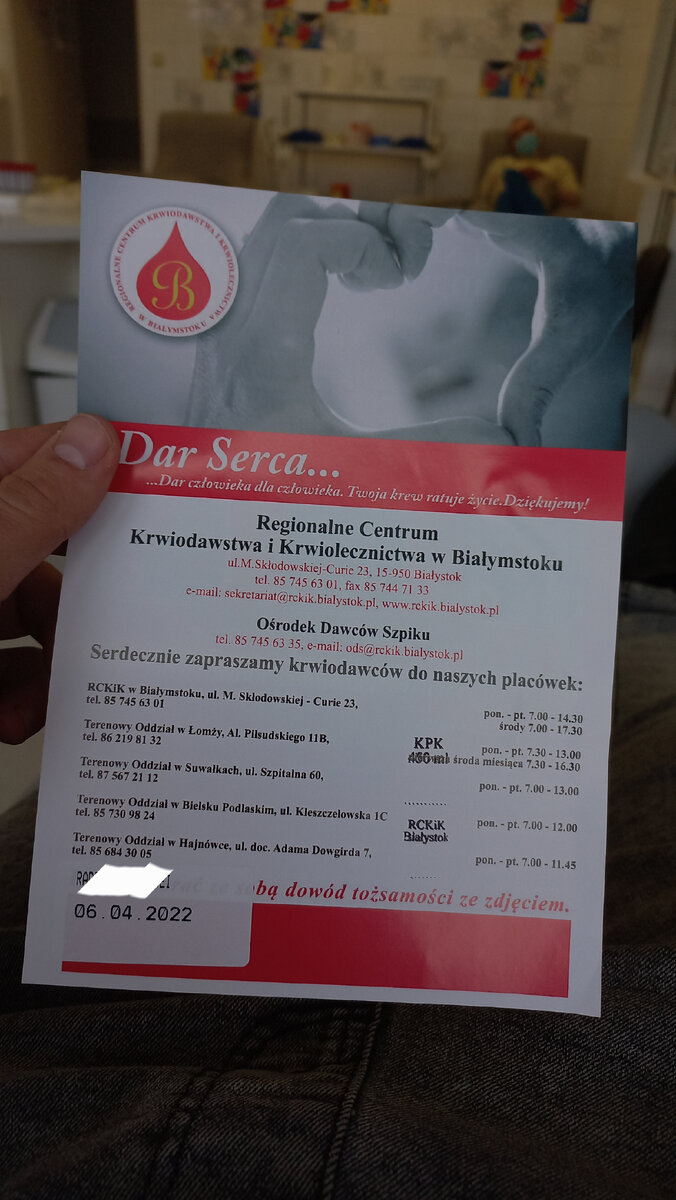 REGIONALNE CENTRUM KRWIODAWSTWA I KRWIOLECZNICTWA
W BIAŁYMSTOKU
B
Dar Serca...
...Dar człowieka dla człowieka. Twoja krew ratuje życie.Dziękujemy!
Regionalne Centrum
Krwiodawstwa i Krwiolecznictwa w Białymstoku
ul.M.Skłodowskiej-Curie 23, 15-950 Białystok
tel. 85 745 63 01, fax 85 744 71 33
e-mail: sekretariat@rckik.bialystok.pl, www.rckik.bialystok.pl
Ośrodek Dawców Szpiku
tel. 85 745 63 35, e-mail: ods@rckik.bialystok.pl
Serdecznie zapraszamy krwiodawców do naszych placówek:
RCKiK w Białymstoku, ul. M. Skłodowskiej - Curie 23,
tel. 85 745 63 01
pon. - pt. 7.00 - 14.30
środy 7.00 - 17.30
Terenowy Oddział w Łomży, Al. Piłsudskiego 11B,
tel. 86 219 81 32
KPK
450 ml
pon. - pt. 7.30 - 13.00
środa miesiąca 7.30 - 16.30
Terenowy Oddział w Suwałkach, ul. Szpitalna 60,
tel. 87 567 21 12
pon. - pt. 7.00 - 13.00
..........
Terenowy Oddział w Bielsku Podlaskim, ul. Kleszczelowska 1C
tel. 85 730 98 24
RCKiK
Białystok
pon. - pt. 7.00 - 12.00
Terenowy Oddział w Hajnówce, ul. doc. Adama Dowgirda 7,
tel. 85 684 30 05
pon. - pt. 7.00 - 11.45
.......
za sobą dowód tożsamości ze zdjęciem.
06.04.2022